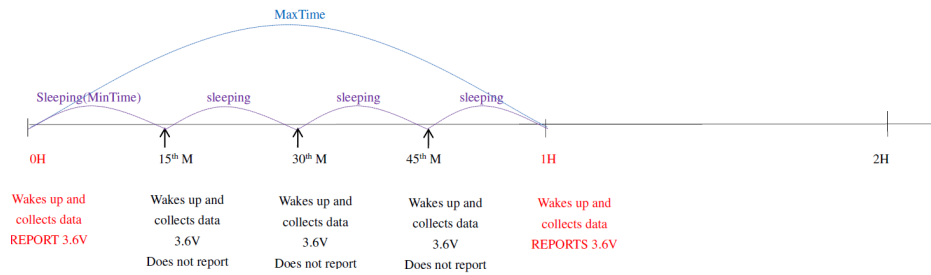 MaxTime
Sleeping(MinTime) sleeping sleeping sleeping
0H 15th M 30th M 45th M 1H 2H
Wakes up and
collects data
REPORT 3.6V
Wakes up and
collects data
3.6V
Does not report
Wakes up and
collects data
3.6V
Does not report
Wakes up and
collects data
3.6V
Does not report
Wakes up and
collects data
REPORTS 3.6V